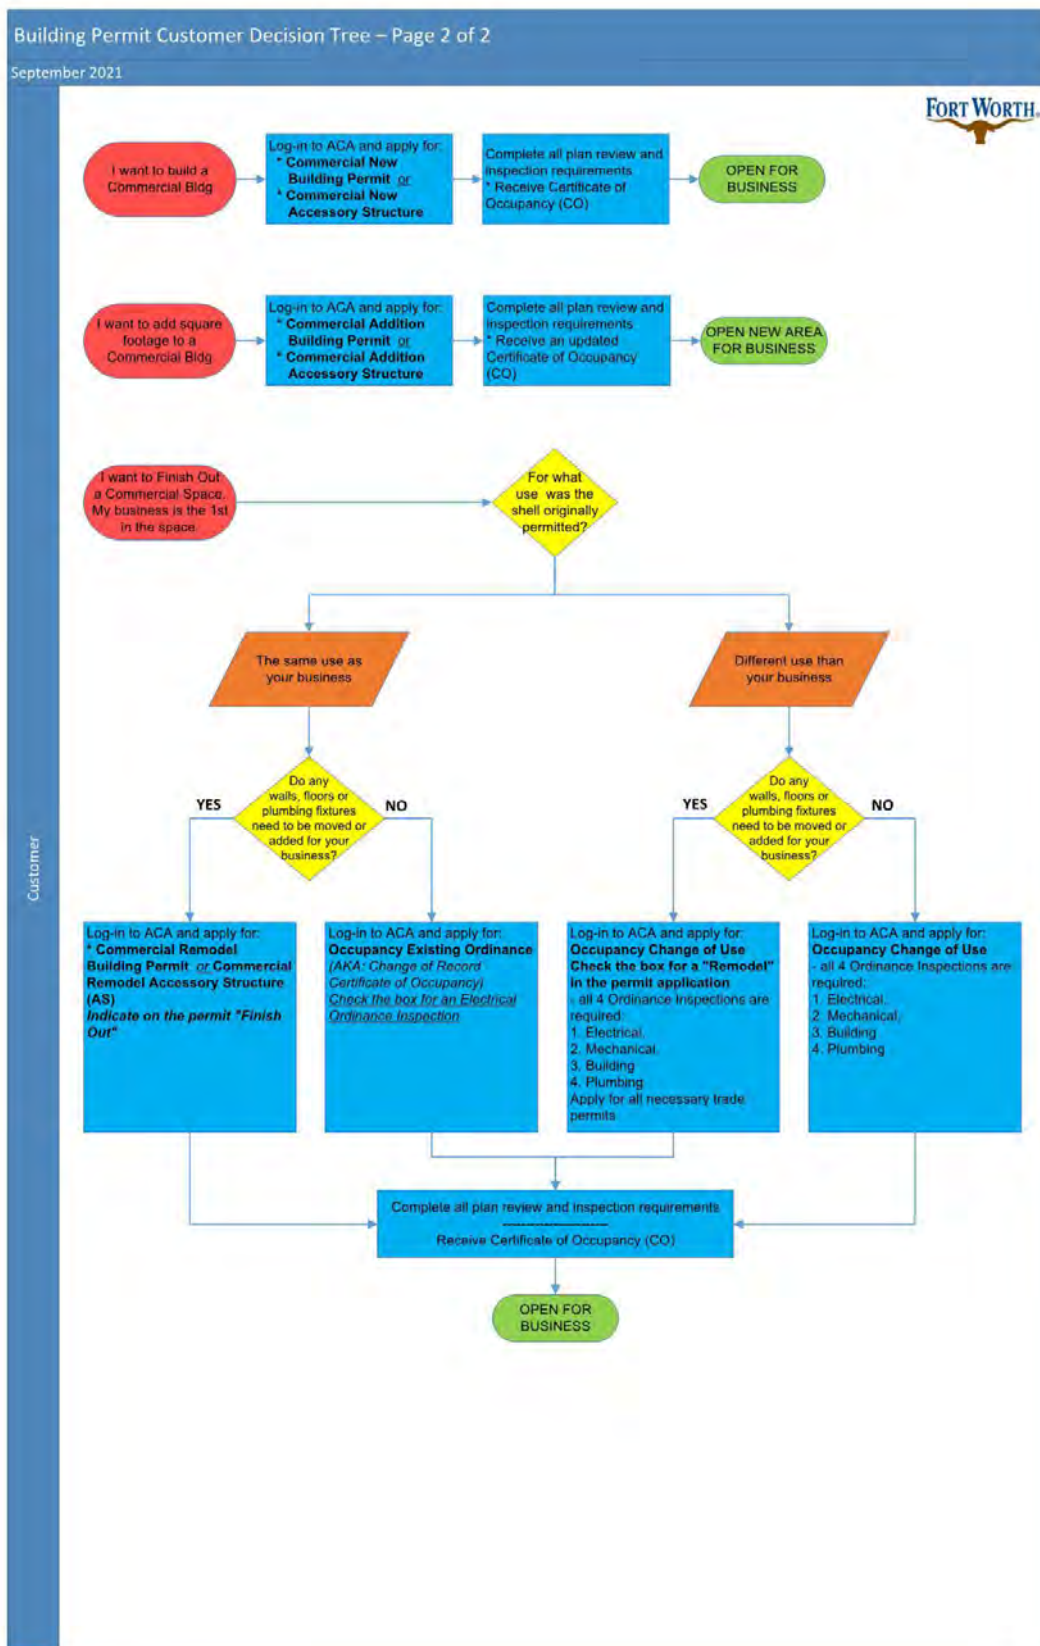 Building Permit Customer Decision Tree – Page 2 of 2
September 2021
FORT WORTH®
Customer
I want to build a
Commercial Bldg
Log-in to ACA and apply for:
* Commercial New
Building Permit or
* Commercial New
Accessory Structure
Complete all plan review and
inspection requirements
* Receive Certificate of
Occupancy (CO)
OPEN FOR
BUSINESS
I want to add square
footage to a
Commercial Bldg
Log-in to ACA and apply for:
* Commercial Addition
Building Permit or
* Commercial Addition
Accessory Structure
Complete all plan review and
inspection requirements
* Receive an updated
Certificate of Occupancy
(CO)
OPEN NEW AREA
FOR BUSINESS
I want to Finish Out
a Commercial Space.
My business is the 1st
in the space.
For what
use was the
shell originally
permitted?
The same use as
your business
Different use than
your business
Do any
walls, floors or
plumbing fixtures
need to be moved or
added for your
business?
YES
NO
Do any
walls, floors or
plumbing fixtures
need to be moved or
added for your
business?
YES
NO
Log-in to ACA and apply for:
* Commercial Remodel
Building Permit or Commercial
Remodel Accessory Structure
(AS)
Indicate on the permit "Finish
Out"
Log-in to ACA and apply for:
Occupancy Existing Ordinance
(AKA: Change of Record
Certificate of Occupancy)
Check the box for an Electrical
Ordinance Inspection
Log-in to ACA and apply for:
Occupancy Change of Use
Check the box for a "Remodel"
in the permit application
- all 4 Ordinance Inspections are
required:
1. Electrical,
2. Mechanical,
3. Building
4. Plumbing
Apply for all necessary trade
permits
Log-in to ACA and apply for:
Occupancy Change of Use
- all 4 Ordinance Inspections are
required:
1. Electrical,
2. Mechanical,
3. Building
4. Plumbing
Complete all plan review and inspection requirements
------------------------
Receive Certificate of Occupancy (CO)
OPEN FOR
BUSINESS